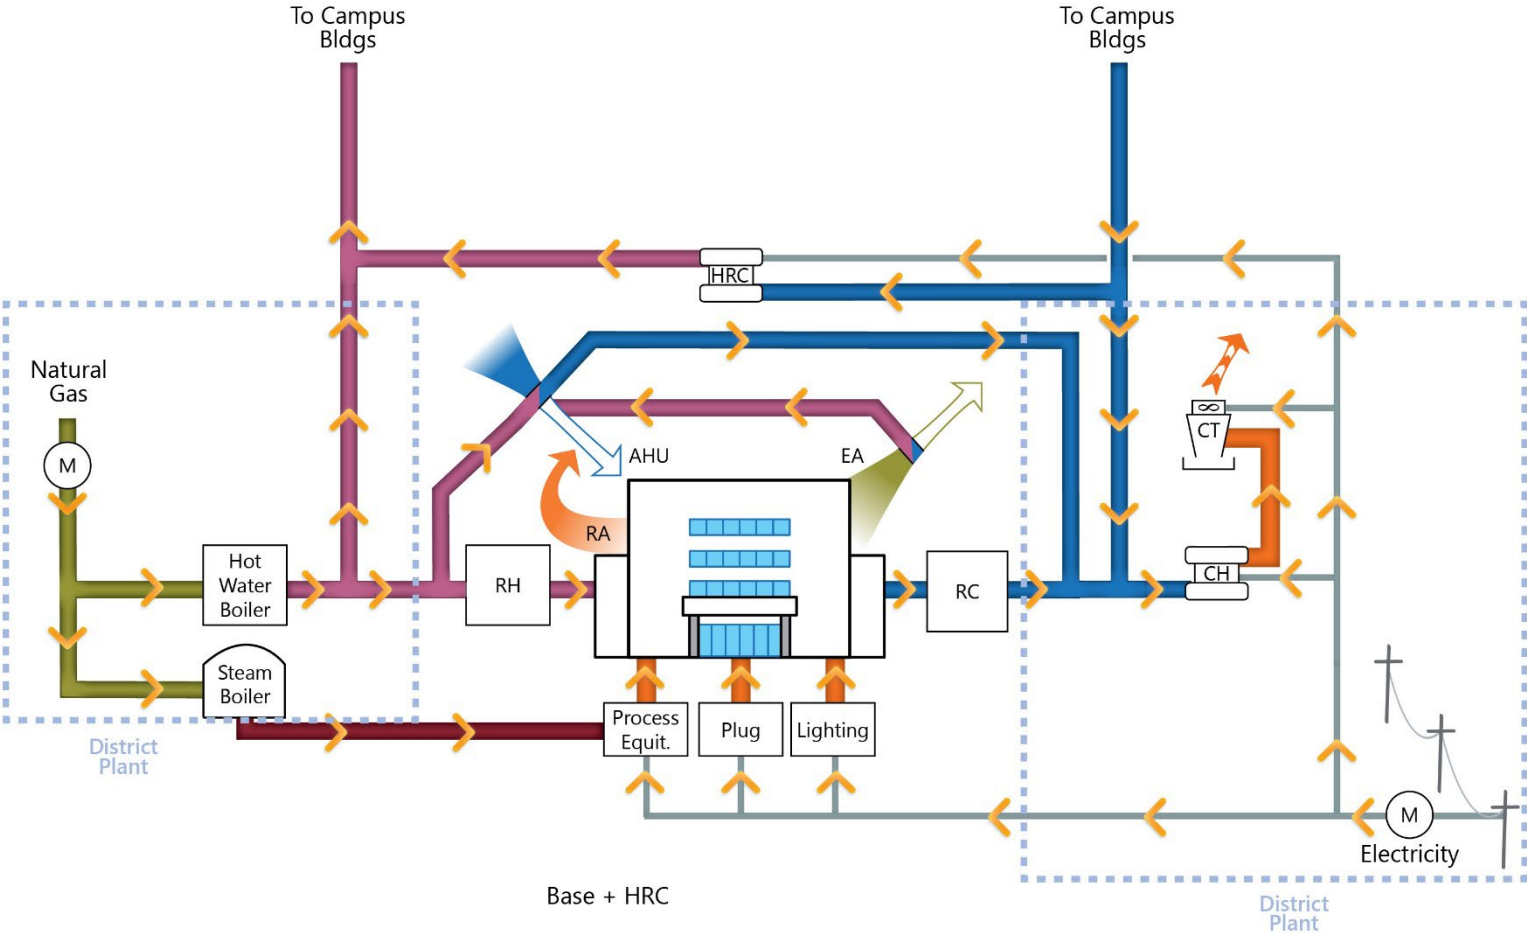 To Campus
Bldgs
To Campus
Bldgs
HRC
Natural
Gas
M
CT
AHU
EA
RA
Hot
Water
Boiler
RH
RC
CH
Steam
Boiler
Process
Equit.
Plug
Lighting
District
Plant
M
Electricity
Base + HRC
District
Plant